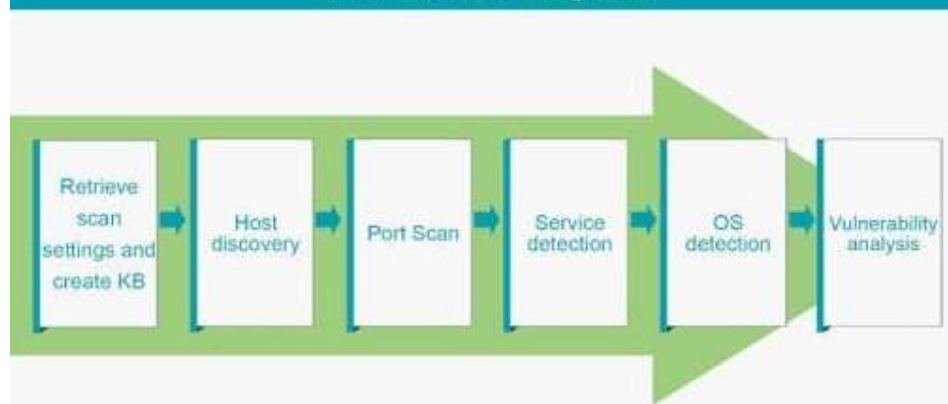 Retrieve
scan
settings and
create KB
Host
discovery
Port Scan
Service
detection
OS
detection
Vulnerability
analysis